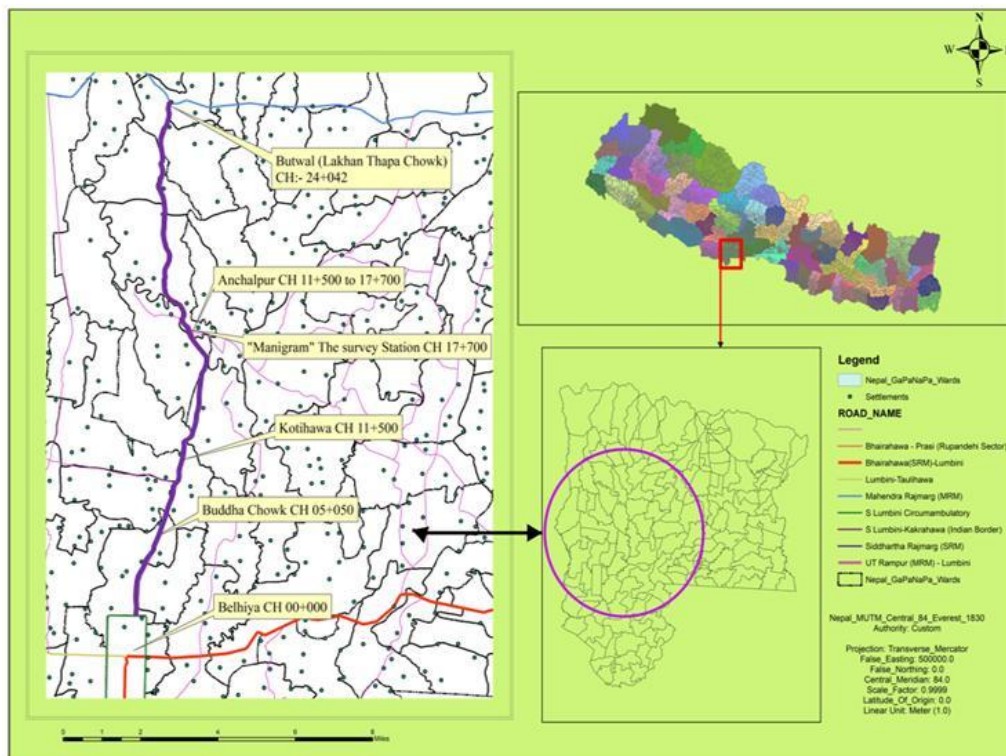 N
W
S
Butwal (Lakhan Thapa Chowk)
CH:- 24+042
Anchalpur CH 11+500 to 17+700
"Manigram" The survey Station CH 17+700
Kotihawa CH 11+500
Buddha Chowk CH 05+050
Belhiya CH 00+000
0 0.5 1 2 4 6 8
Miles
Legend
Nepal_GaPaNaPa_Wards
Settlements
ROAD_NAME
Bhairahawa - Prasi (Rupandehi Sector)
Bhairahawa(SRM)-Lumbini
Lumbini-Taulihawa
Mahendra Rajmarg (MRM)
S Lumbini Circumambulatory
S Lumbini-Kakrahawa (Indian Border)
Siddhartha Rajmarg (SRM)
UT Rampur (MRM) - Lumbini
Nepal_GaPaNaPa_Wards
Nepal_MUTM_Central_84_Everest_1830
Authority: Custom
Projection: Transverse_Mercator
False_Easting: 500000.0
False_Northing: 0.0
Central_Meridian: 84.0
Scale_Factor: 0.9999
Latitude_Of_Origin: 0.0
Linear Unit: Meter (1.0)